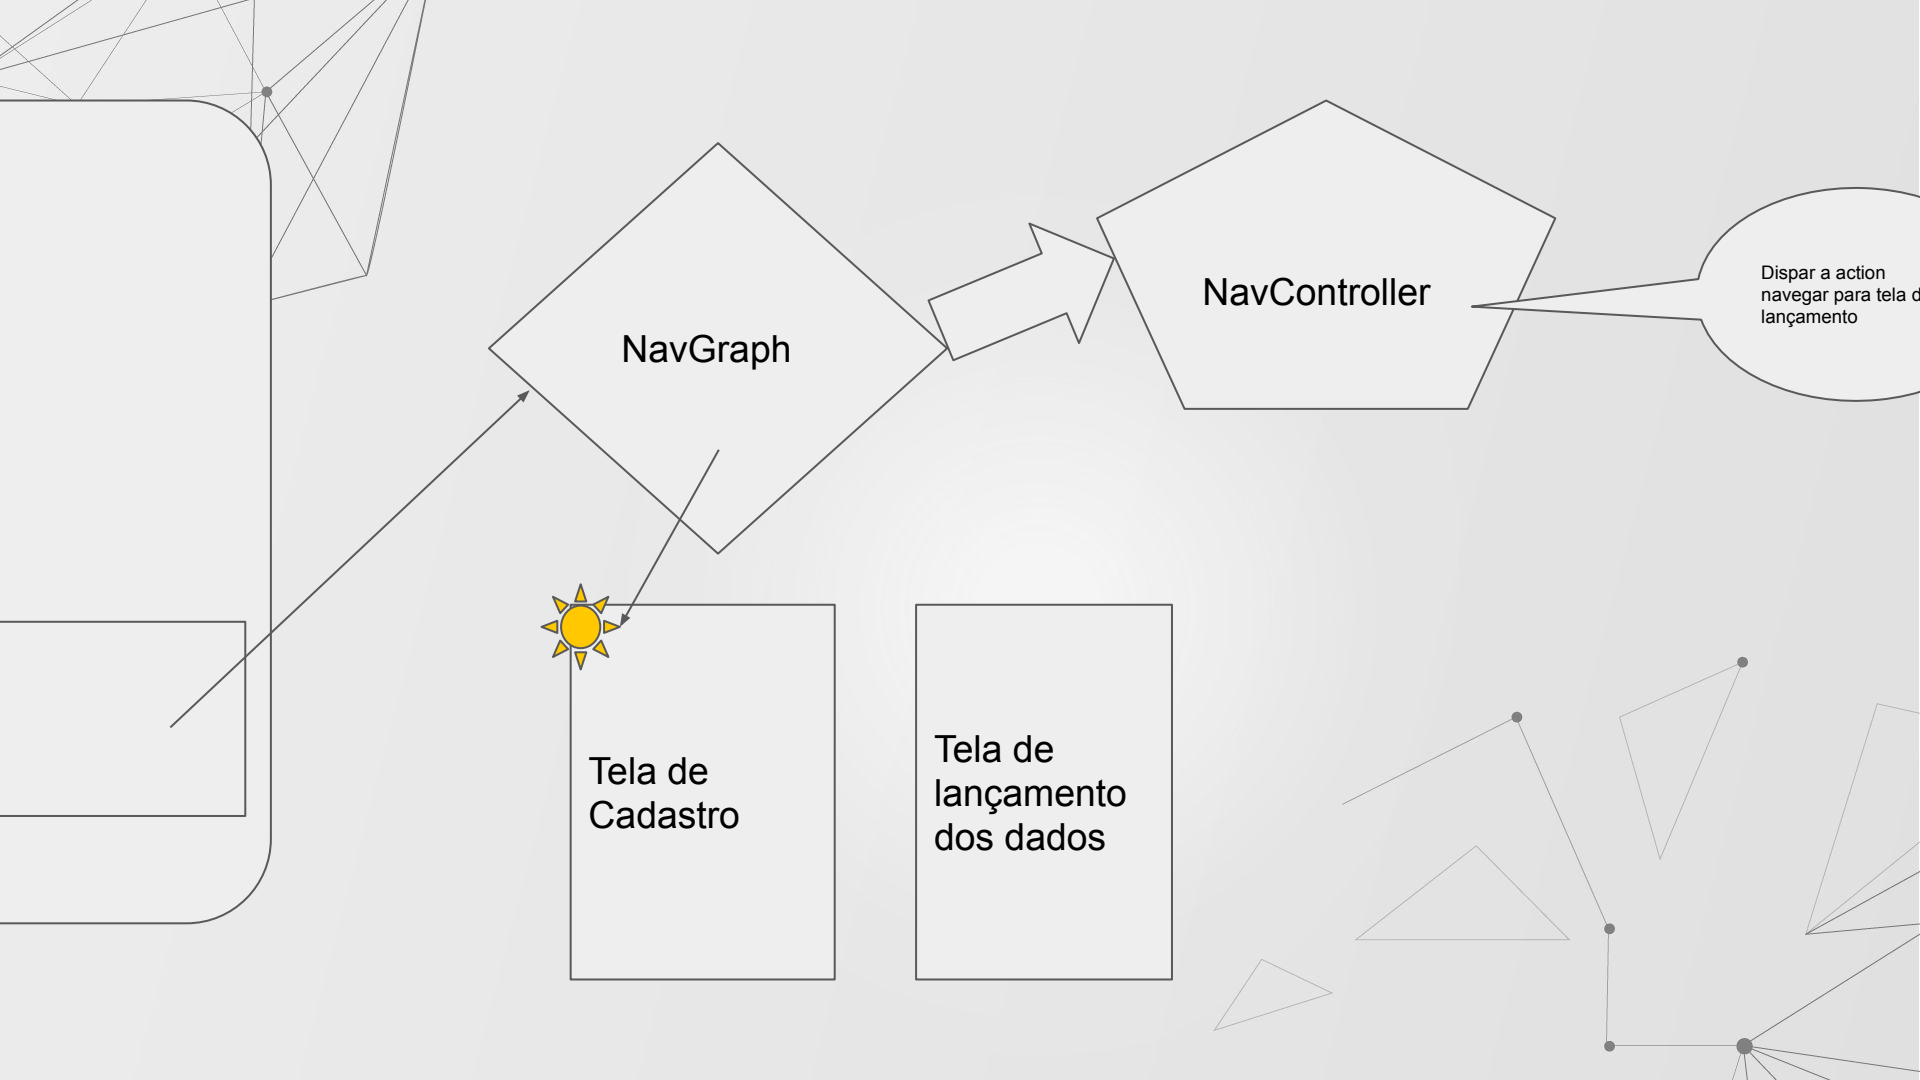 NavGraph
NavController
Dispar a action
navegar para tela
lançamento
Tela de
Cadastro
Tela de
lançamento
dos dados